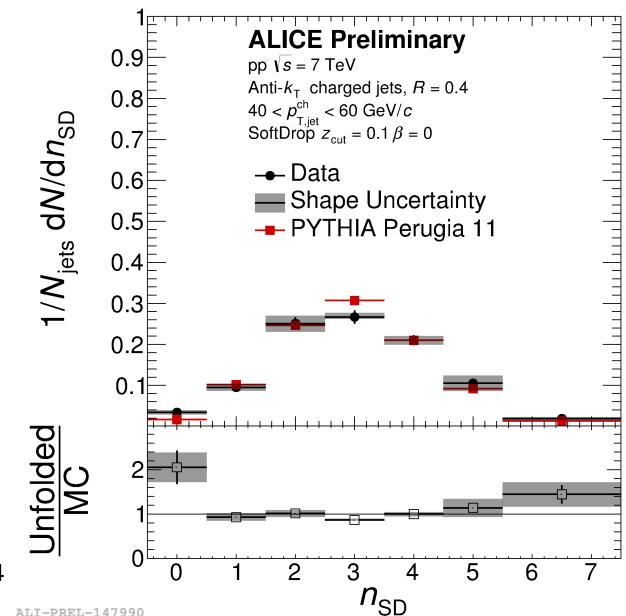 1
0.9
0.8
0.7
0.6
0.5
0.4
0.3
0.2
0.1
1/N_jets dN/dn_SD
ALICE Preliminary
pp √s = 7 TeV
Anti-k_T charged jets, R = 0.4
40 < p^ch_T,jet < 60 GeV/c
SoftDrop z_cut = 0.1 β = 0
Data
Shape Uncertainty
PYTHIA Perugia 11
Unfolded
MC
2
1
0
0 1 2 3 4 5 6 7
n_SD
4
ALI-PREL-147990